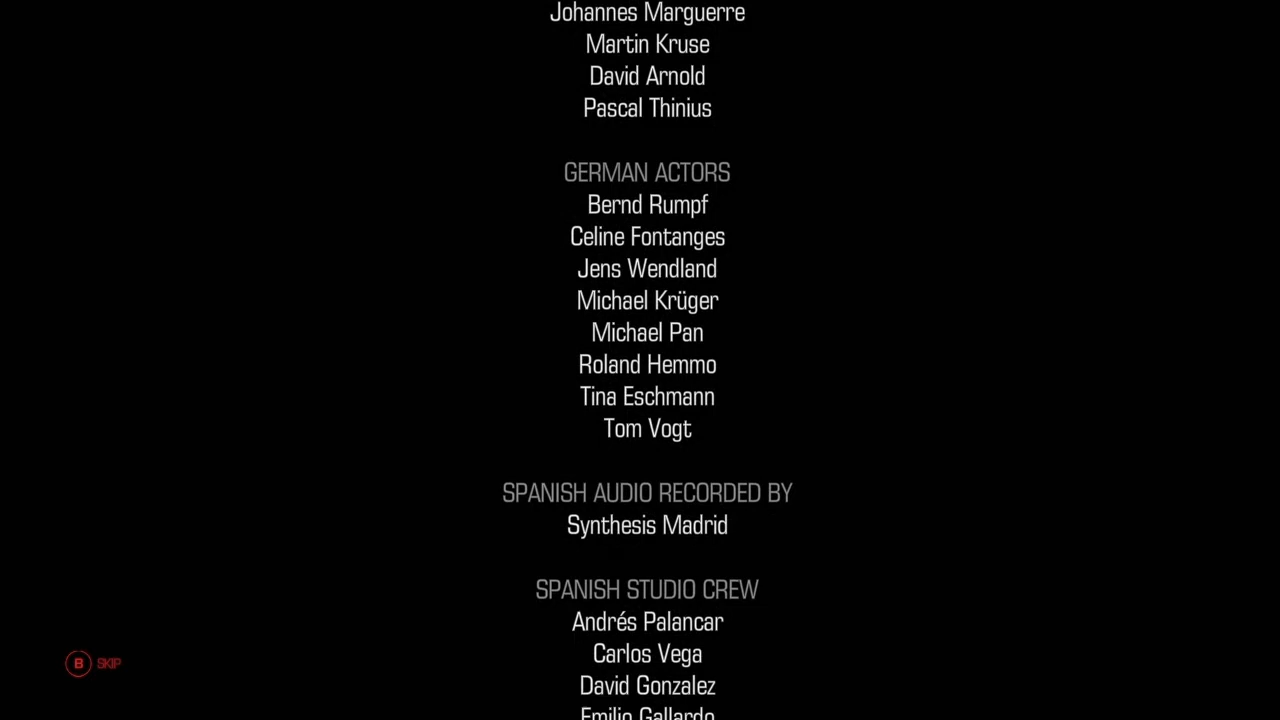 Johannes Marguerre
Martin Kruse
David Arnold
Pascal Thinius
GERMAN ACTORS
Bernd Rumpf
Celine Fontanges
Jens Wendland
Michael Krüger
Michael Pan
Roland Hemmo
Tina Eschmann
Tom Vogt
SPANISH AUDIO RECORDED BY
Synthesis Madrid
SPANISH STUDIO CREW
Andrés Palancar
Carlos Vega
David Gonzalez
Emilio Gallardo
B SKIP